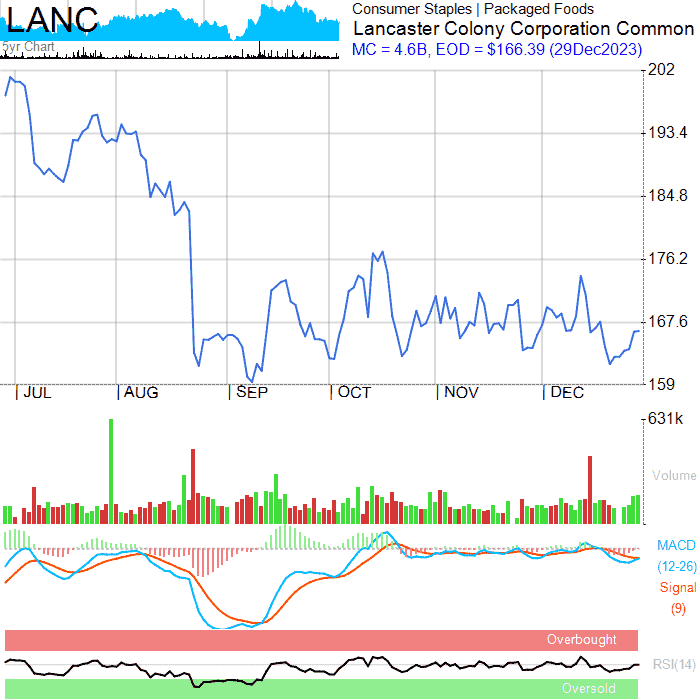 LANC
5yr Chart
Consumer Staples | Packaged Foods
Lancaster Colony Corporation Common
MC = 4.6B, EOD = $166.39 (29Dec2023)
202
193.4
184.8
176.2
167.6
159
JUL
AUG
SEP
OCT
NOV
DEC
631k
Volume
MACD
(12-26)
Signal
(9)
Overbought
RSI(14)
Oversold